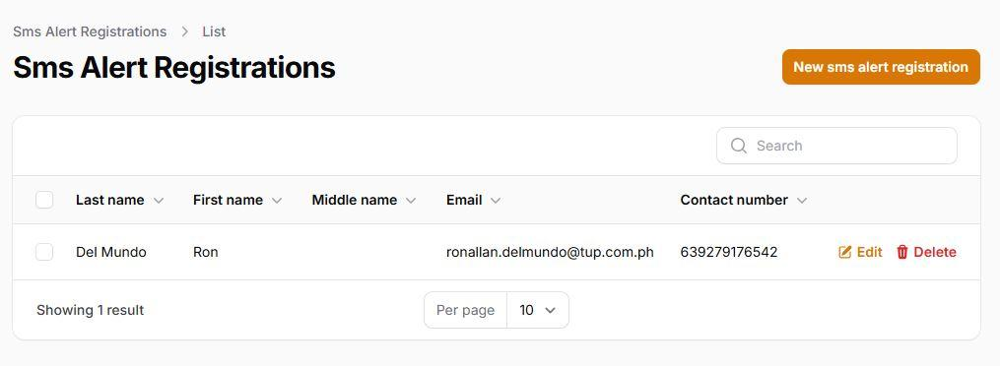 Sms Alert Registrations > List
Sms Alert Registrations
New sms alert registration
Search
Last name First name Middle name Email Contact number
Del Mundo Ron ronallan.delmundo@tup.com.ph 639279176542 Edit Delete
Showing 1 result Per page 10